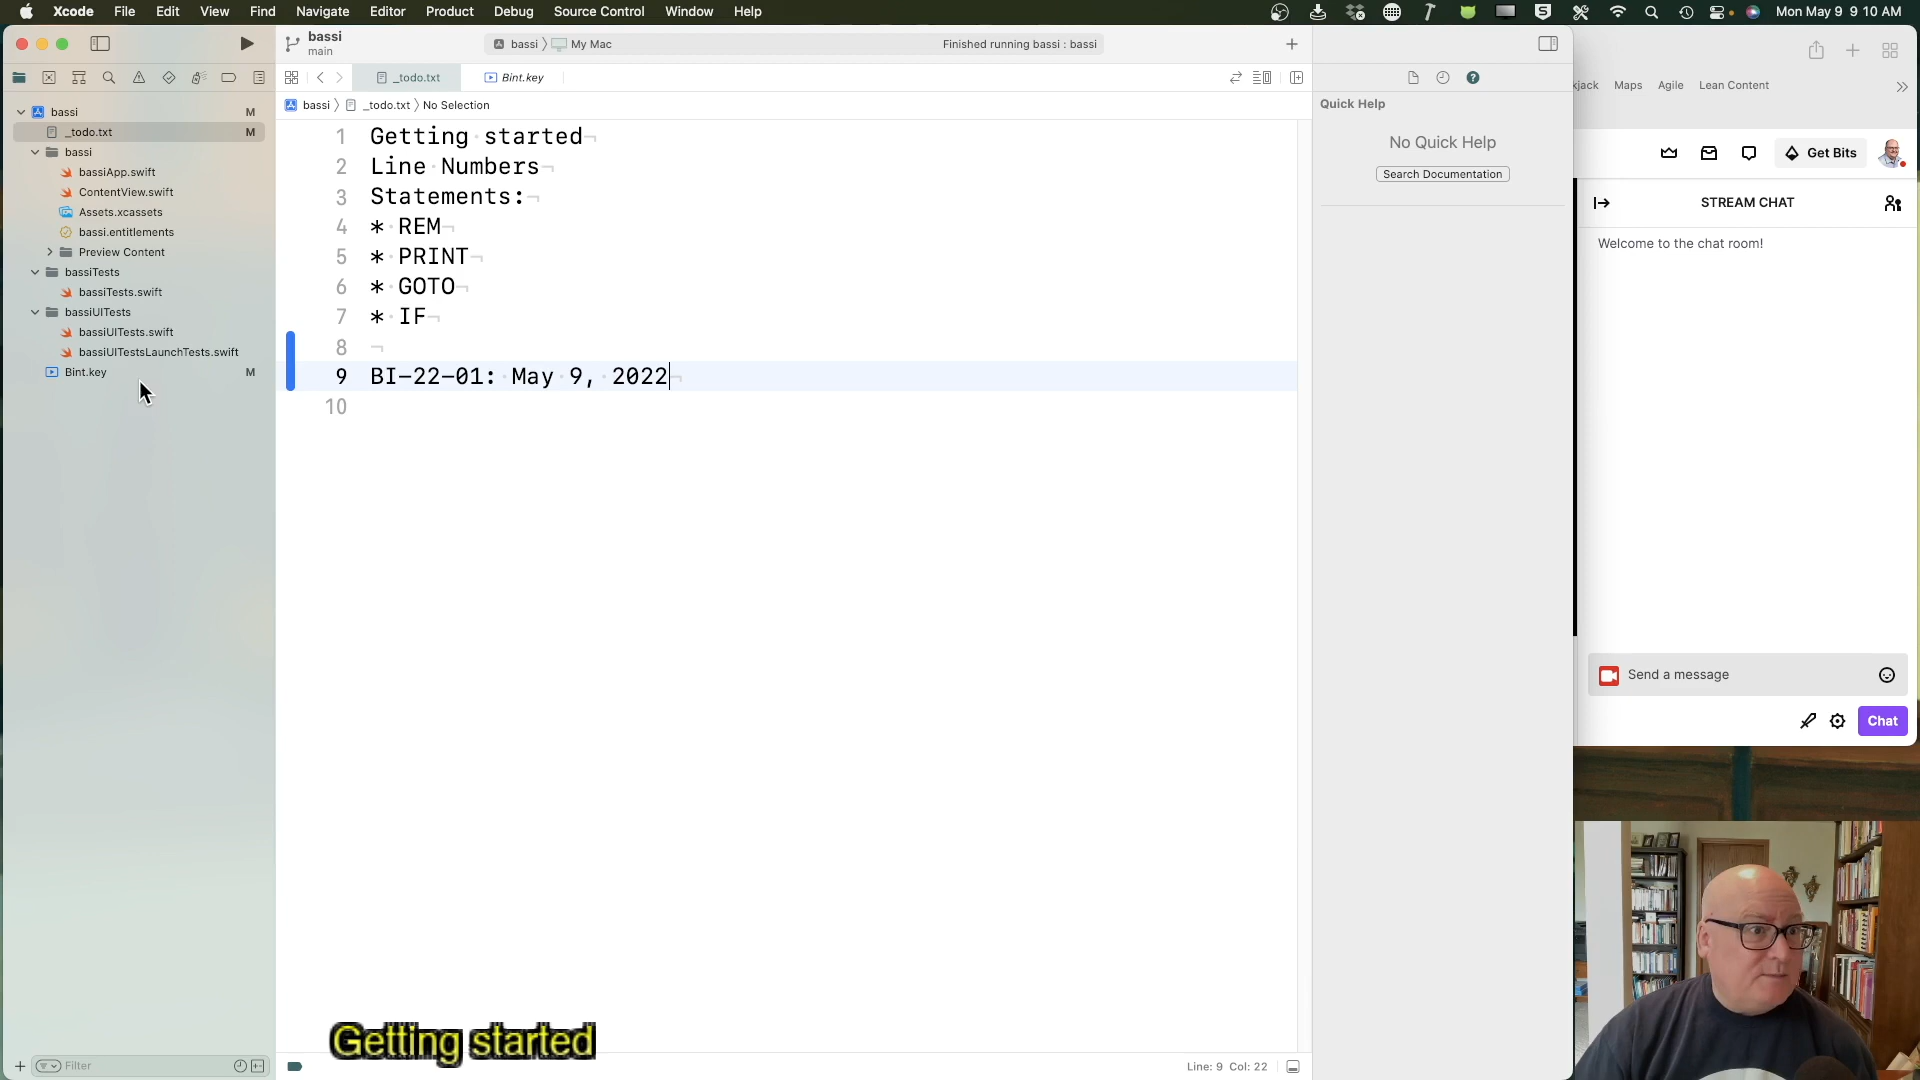 Xcode File Edit View Find Navigate Editor Product Debug Source Control Window Help
Mon May 9 9 10 AM
bassi
main
bassi 〉 My Mac
Finished running bassi : bassi
_todo.txt
Bint.key
bassi 〉 _todo.txt 〉 No Selection
bassi M
_todo.txt M
bassi
bassiApp.swift
ContentView.swift
Assets.xcassets
bassi.entitlements
Preview Content
bassiTests
bassiTests.swift
bassiUITests
bassiUITests.swift
bassiUITestsLaunchTests.swift
Bint.key M
Filter
1 Getting started
2 Line Numbers
3 Statements:
4 * REM
5 * PRINT
6 * GOTO
7 * IF
8
9 BI-22-01: May 9, 2022
10
Getting started
Line: 9 Col: 22
Quick Help
No Quick Help
Search Documentation
kjack Maps Agile Lean Content
Get Bits
STREAM CHAT
Welcome to the chat room!
Send a message
Chat